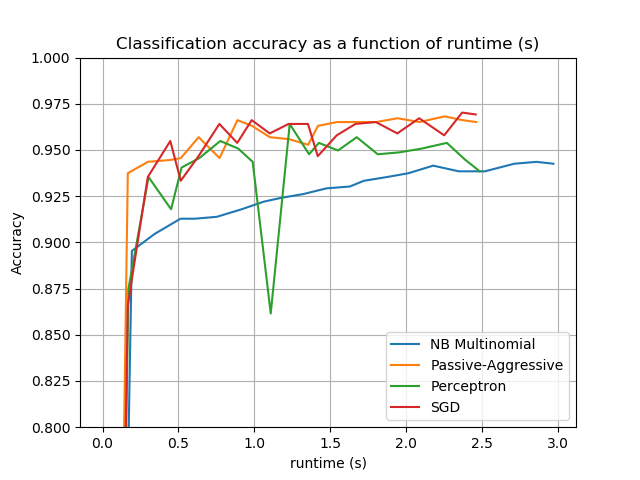 Classification accuracy as a function of runtime (s)
1.000
0.975
0.950
0.925
0.900
0.875
0.850
0.825
0.800
Accuracy
0.0 0.5 1.0 1.5 2.0 2.5 3.0
runtime (s)
NB Multinomial
Passive-Aggressive
Perceptron
SGD